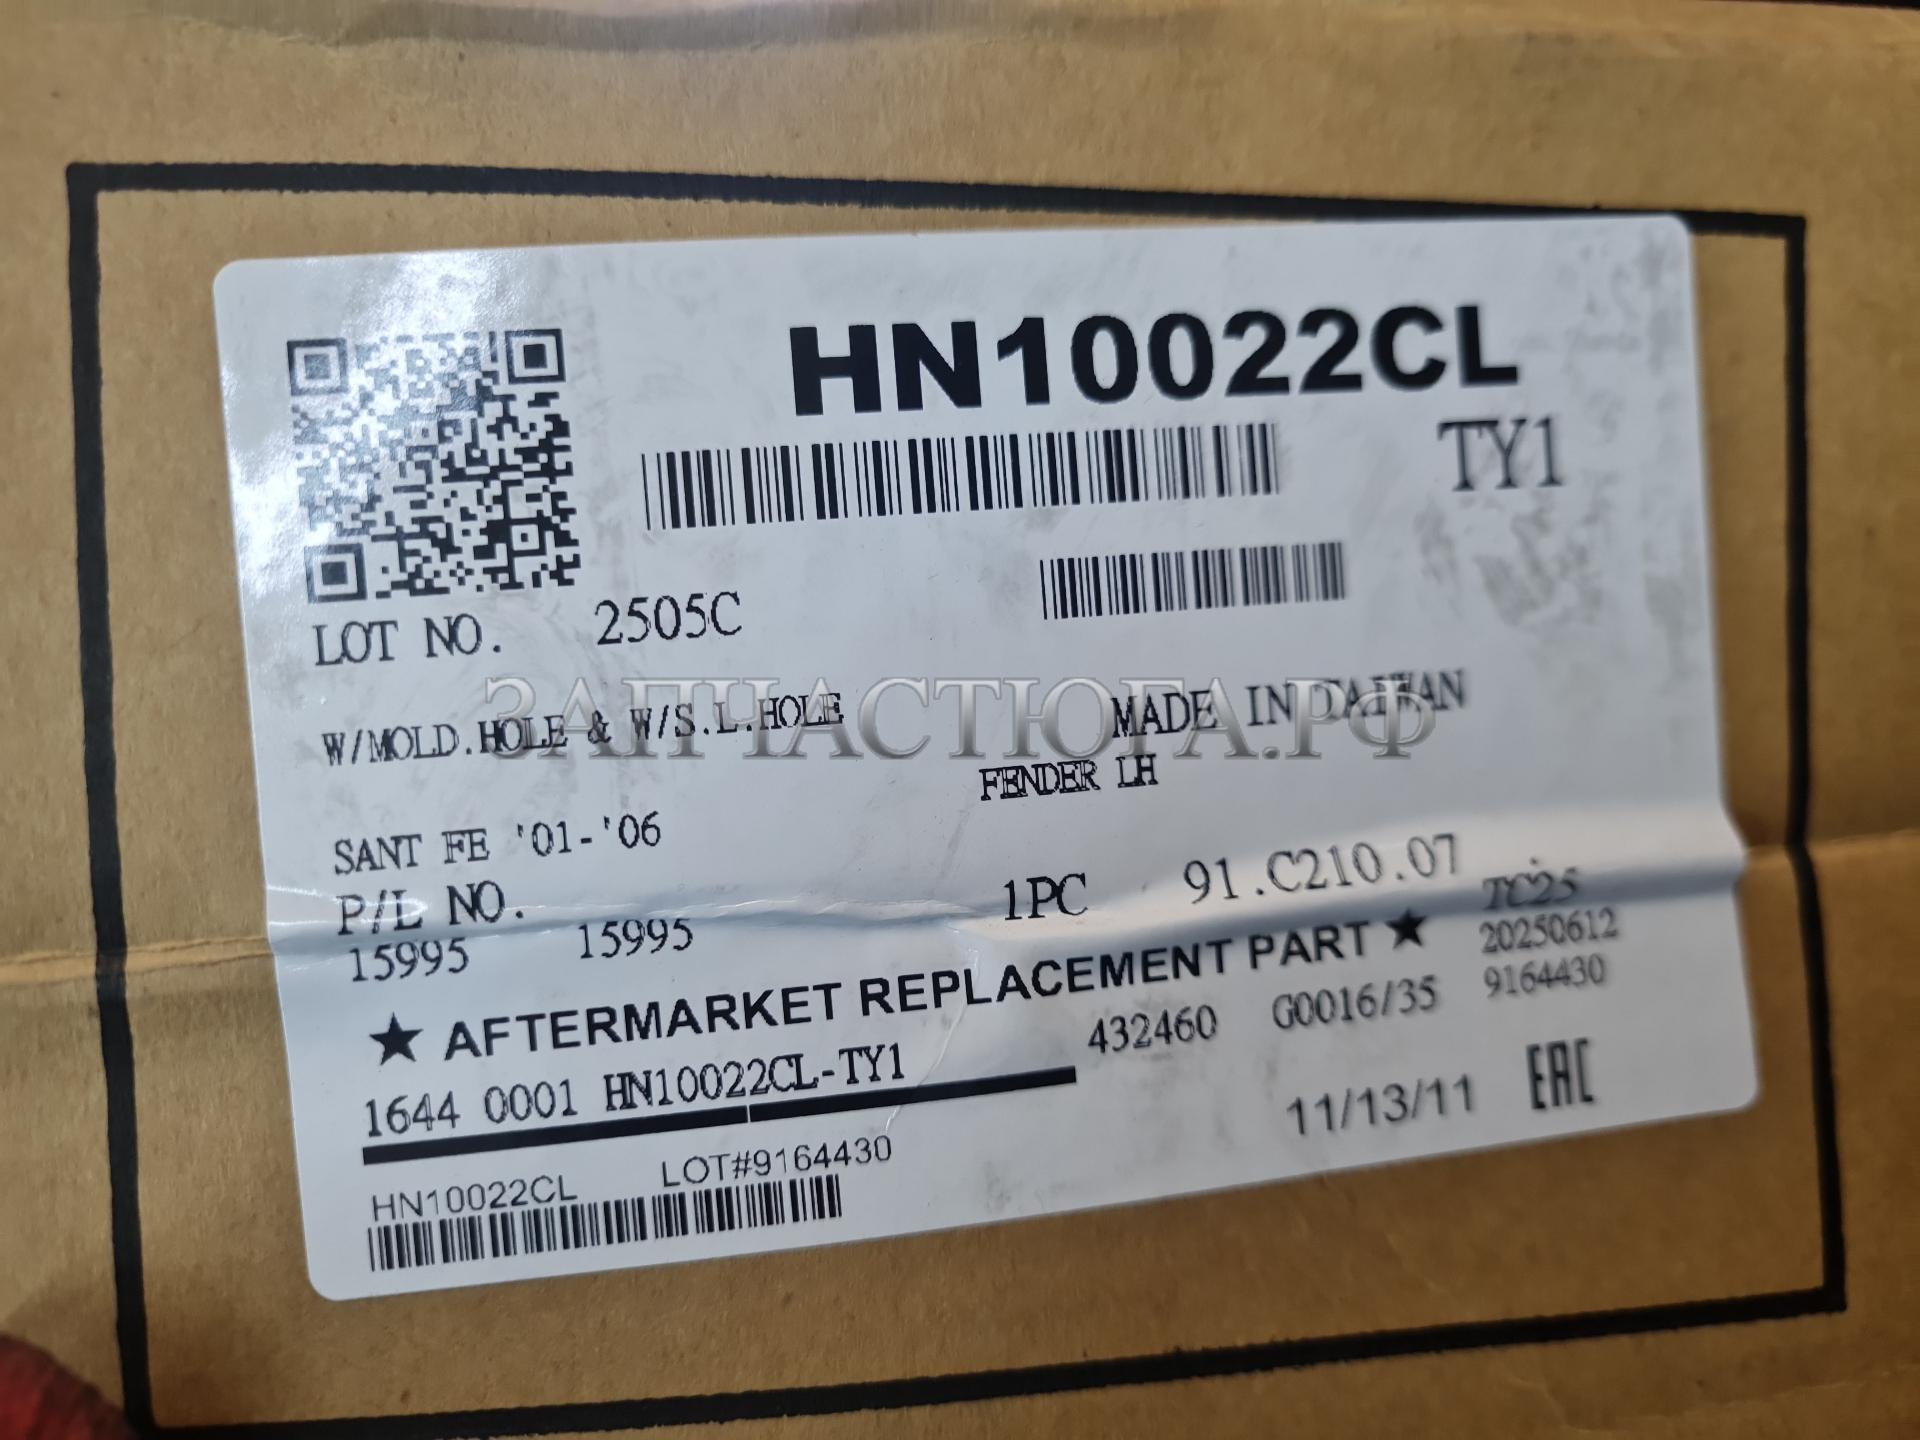 HN10022CL
TY1
LOT NO. 2505C
ЗАПЧАСТЮГА.РФ
W/MOLD.HOLE & W/S.L.HOLE
MADE IN TAIWAN
FENDER LH
SANT FE '01-'06
P/L NO.
1PC 91.C210.07
TC25
15995 15995
20250612
★ AFTERMARKET REPLACEMENT PART ★
9164430
432460 G0016/35
1644 0001 HN10022CL-TY1
11/13/11 EAC
HN10022CL LOT#9164430